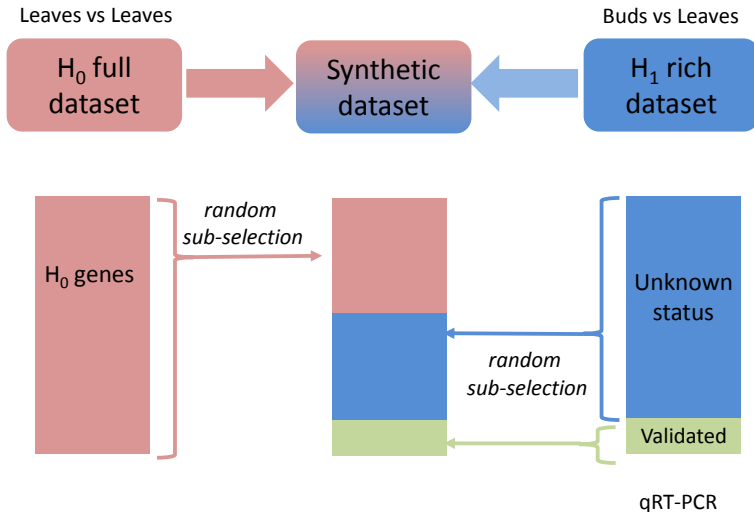 Leaves vs Leaves
Buds vs Leaves
H₀ full
dataset
Synthetic
dataset
H₁ rich
dataset
random
sub-selection
H₀ genes
Unknown
status
random
sub-selection
Validated
qRT-PCR